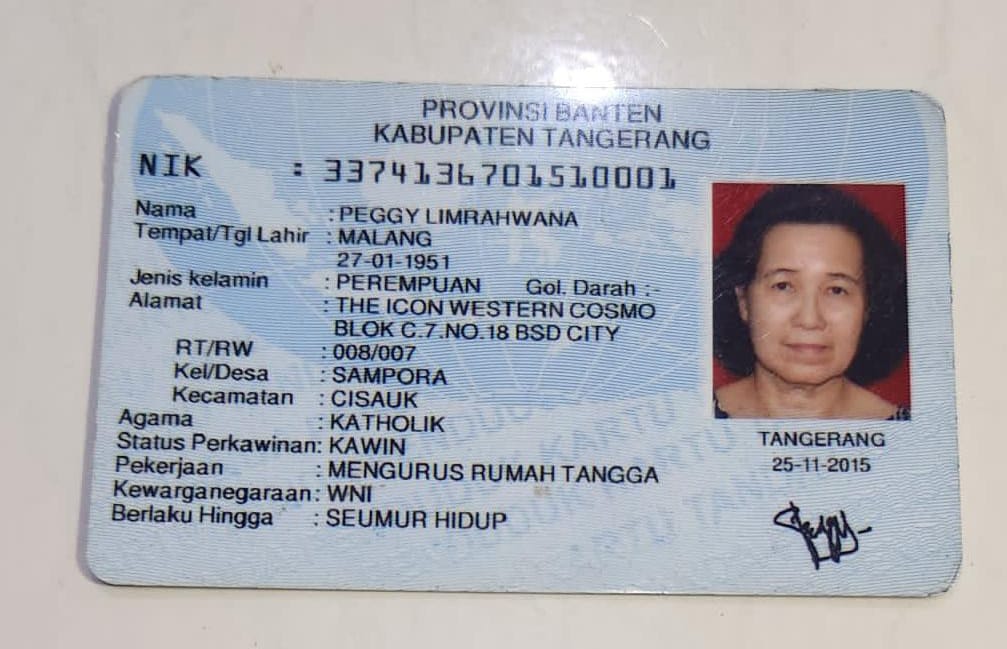 PROVINSI BANTEN
KABUPATEN TANGERANG
NIK : 3374136701510001
Nama : PEGGY LIMRAHWANA
Tempat/Tgl Lahir : MALANG
27-01-1951
Jenis kelamin : PEREMPUAN Gol. Darah :-
Alamat : THE ICON WESTERN COSMO
BLOK C.7.NO.18 BSD CITY
RT/RW : 008/007
Kel/Desa : SAMPORA
Kecamatan : CISAUK
Agama : KATHOLIK
Status Perkawinan: KAWIN
Pekerjaan : MENGURUS RUMAH TANGGA
Kewarganegaraan: WNI
Berlaku Hingga : SEUMUR HIDUP
TANGERANG
25-11-2015